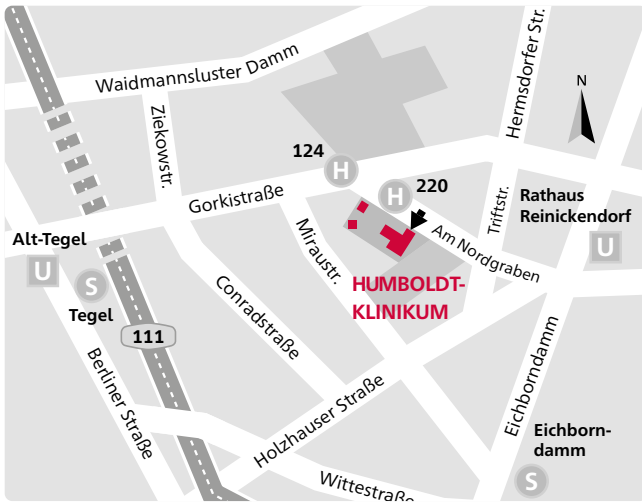 Waidmannsluster Damm
Hermsdorfer Str.
N
Ziekowstr.
124
H
H
220
Gorkistraße
Triftstr.
Rathaus
Reinickendorf
U
Alt-Tegel
U
S
Tegel
111
Miraustr.
Am Nordgraben
HUMBOLDT-
KLINIKUM
Conradstraße
Berliner Straße
Holzhauser Straße
Eichborndamm
Eichborn-
damm
S
Wittestraße